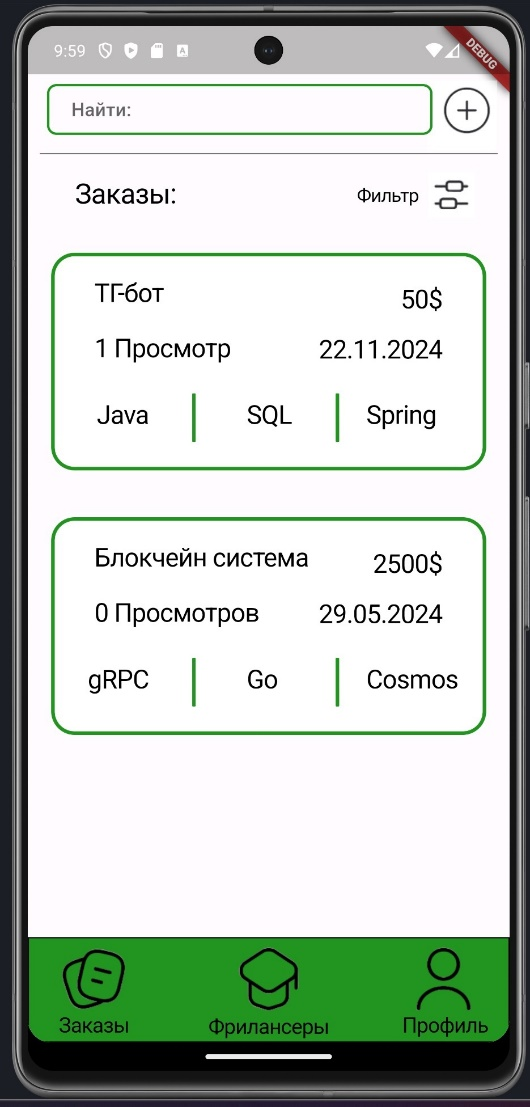 9:59
DEBUG
Найти:
Заказы: Фильтр
ТГ-бот 50$
1 Просмотр 22.11.2024
Java SQL Spring
Блокчейн система 2500$
0 Просмотров 29.05.2024
gRPC Go Cosmos
Заказы Фрилансеры Профиль